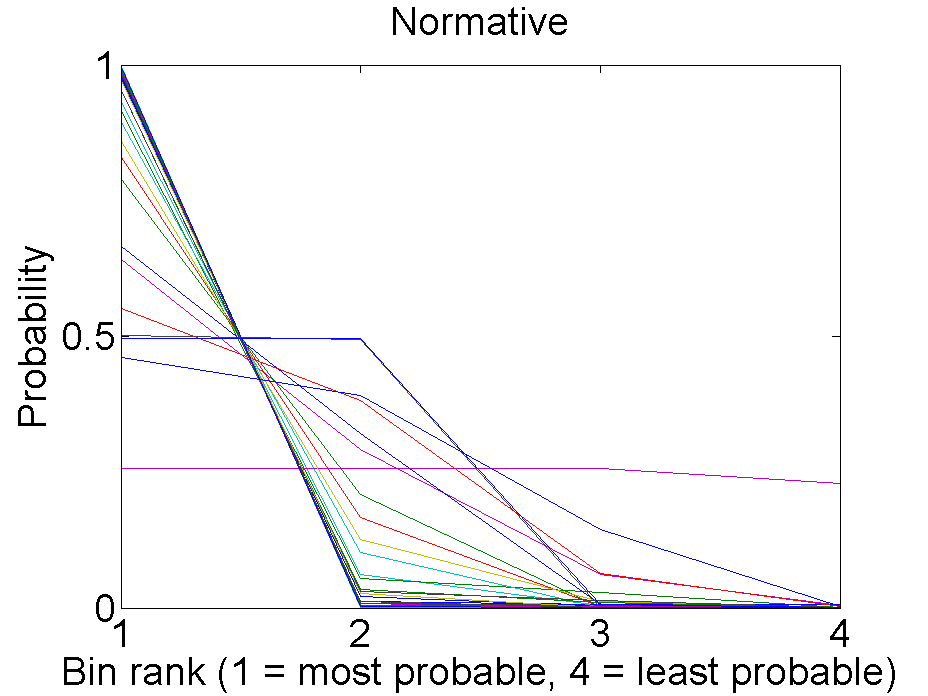 Normative
1
0.5
0
Probability
1 2 3 4
Bin rank (1 = most probable, 4 = least probable)